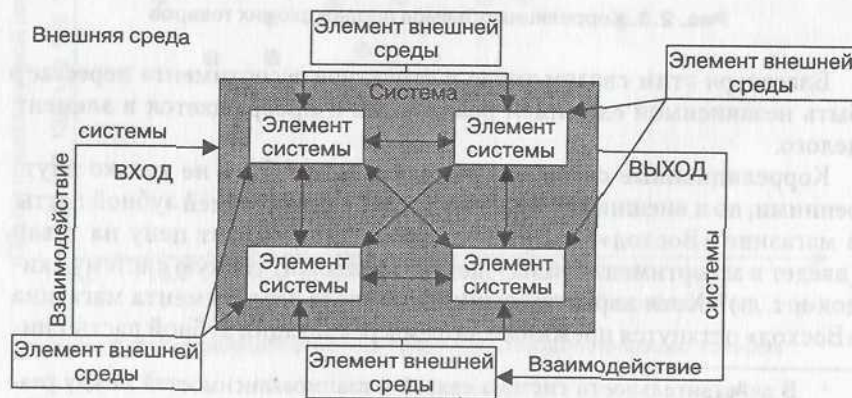 Внешняя среда
Элемент внешней
среды
Элемент внешней
среды
Система
Элемент
системы
Элемент
системы
системы
ВХОД
ВЫХОД
Взаимодействие
системы
Элемент
системы
Элемент
системы
Элемент внешней
среды
Элемент внешней
среды
Взаимодействие